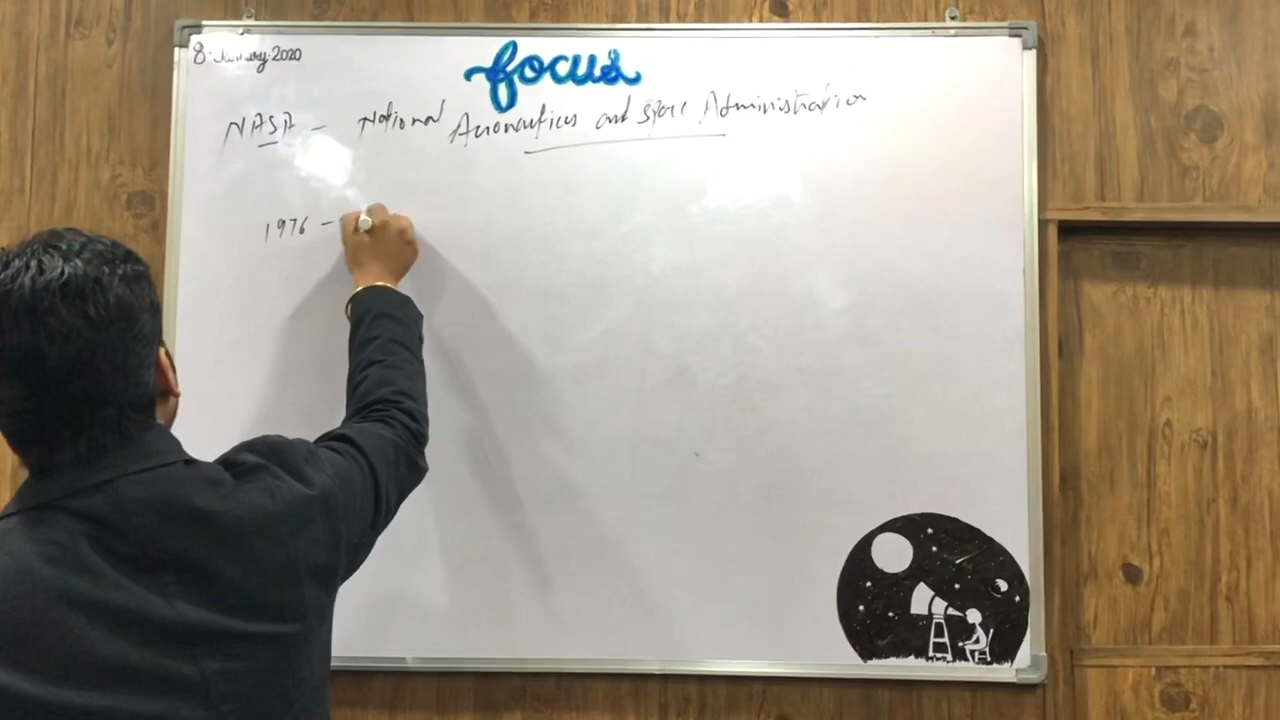 8 January 2020
focus
NASA - National Aeronautics and space Administration
1976 -